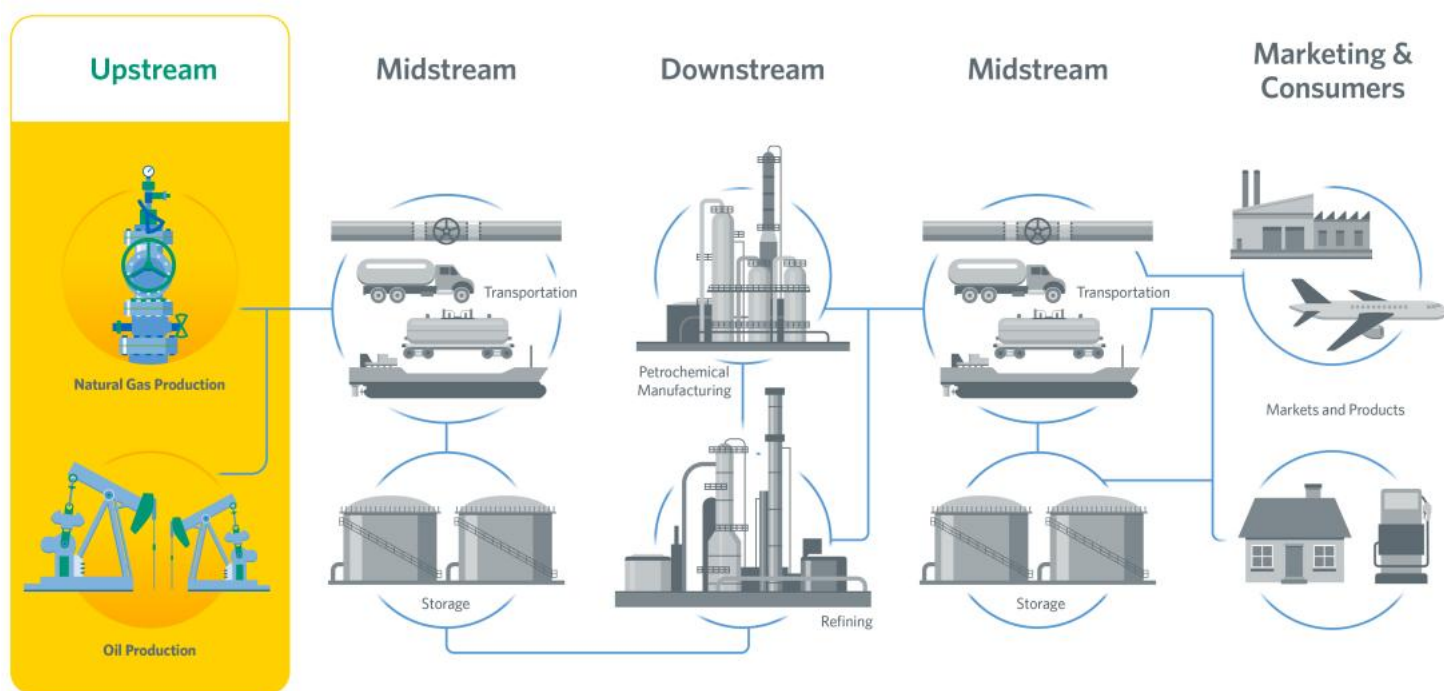 Upstream
Midstream
Downstream
Midstream
Marketing &
Consumers
Natural Gas Production
Oil Production
Transportation
Storage
Petrochemical
Manufacturing
Refining
Transportation
Storage
Markets and Products